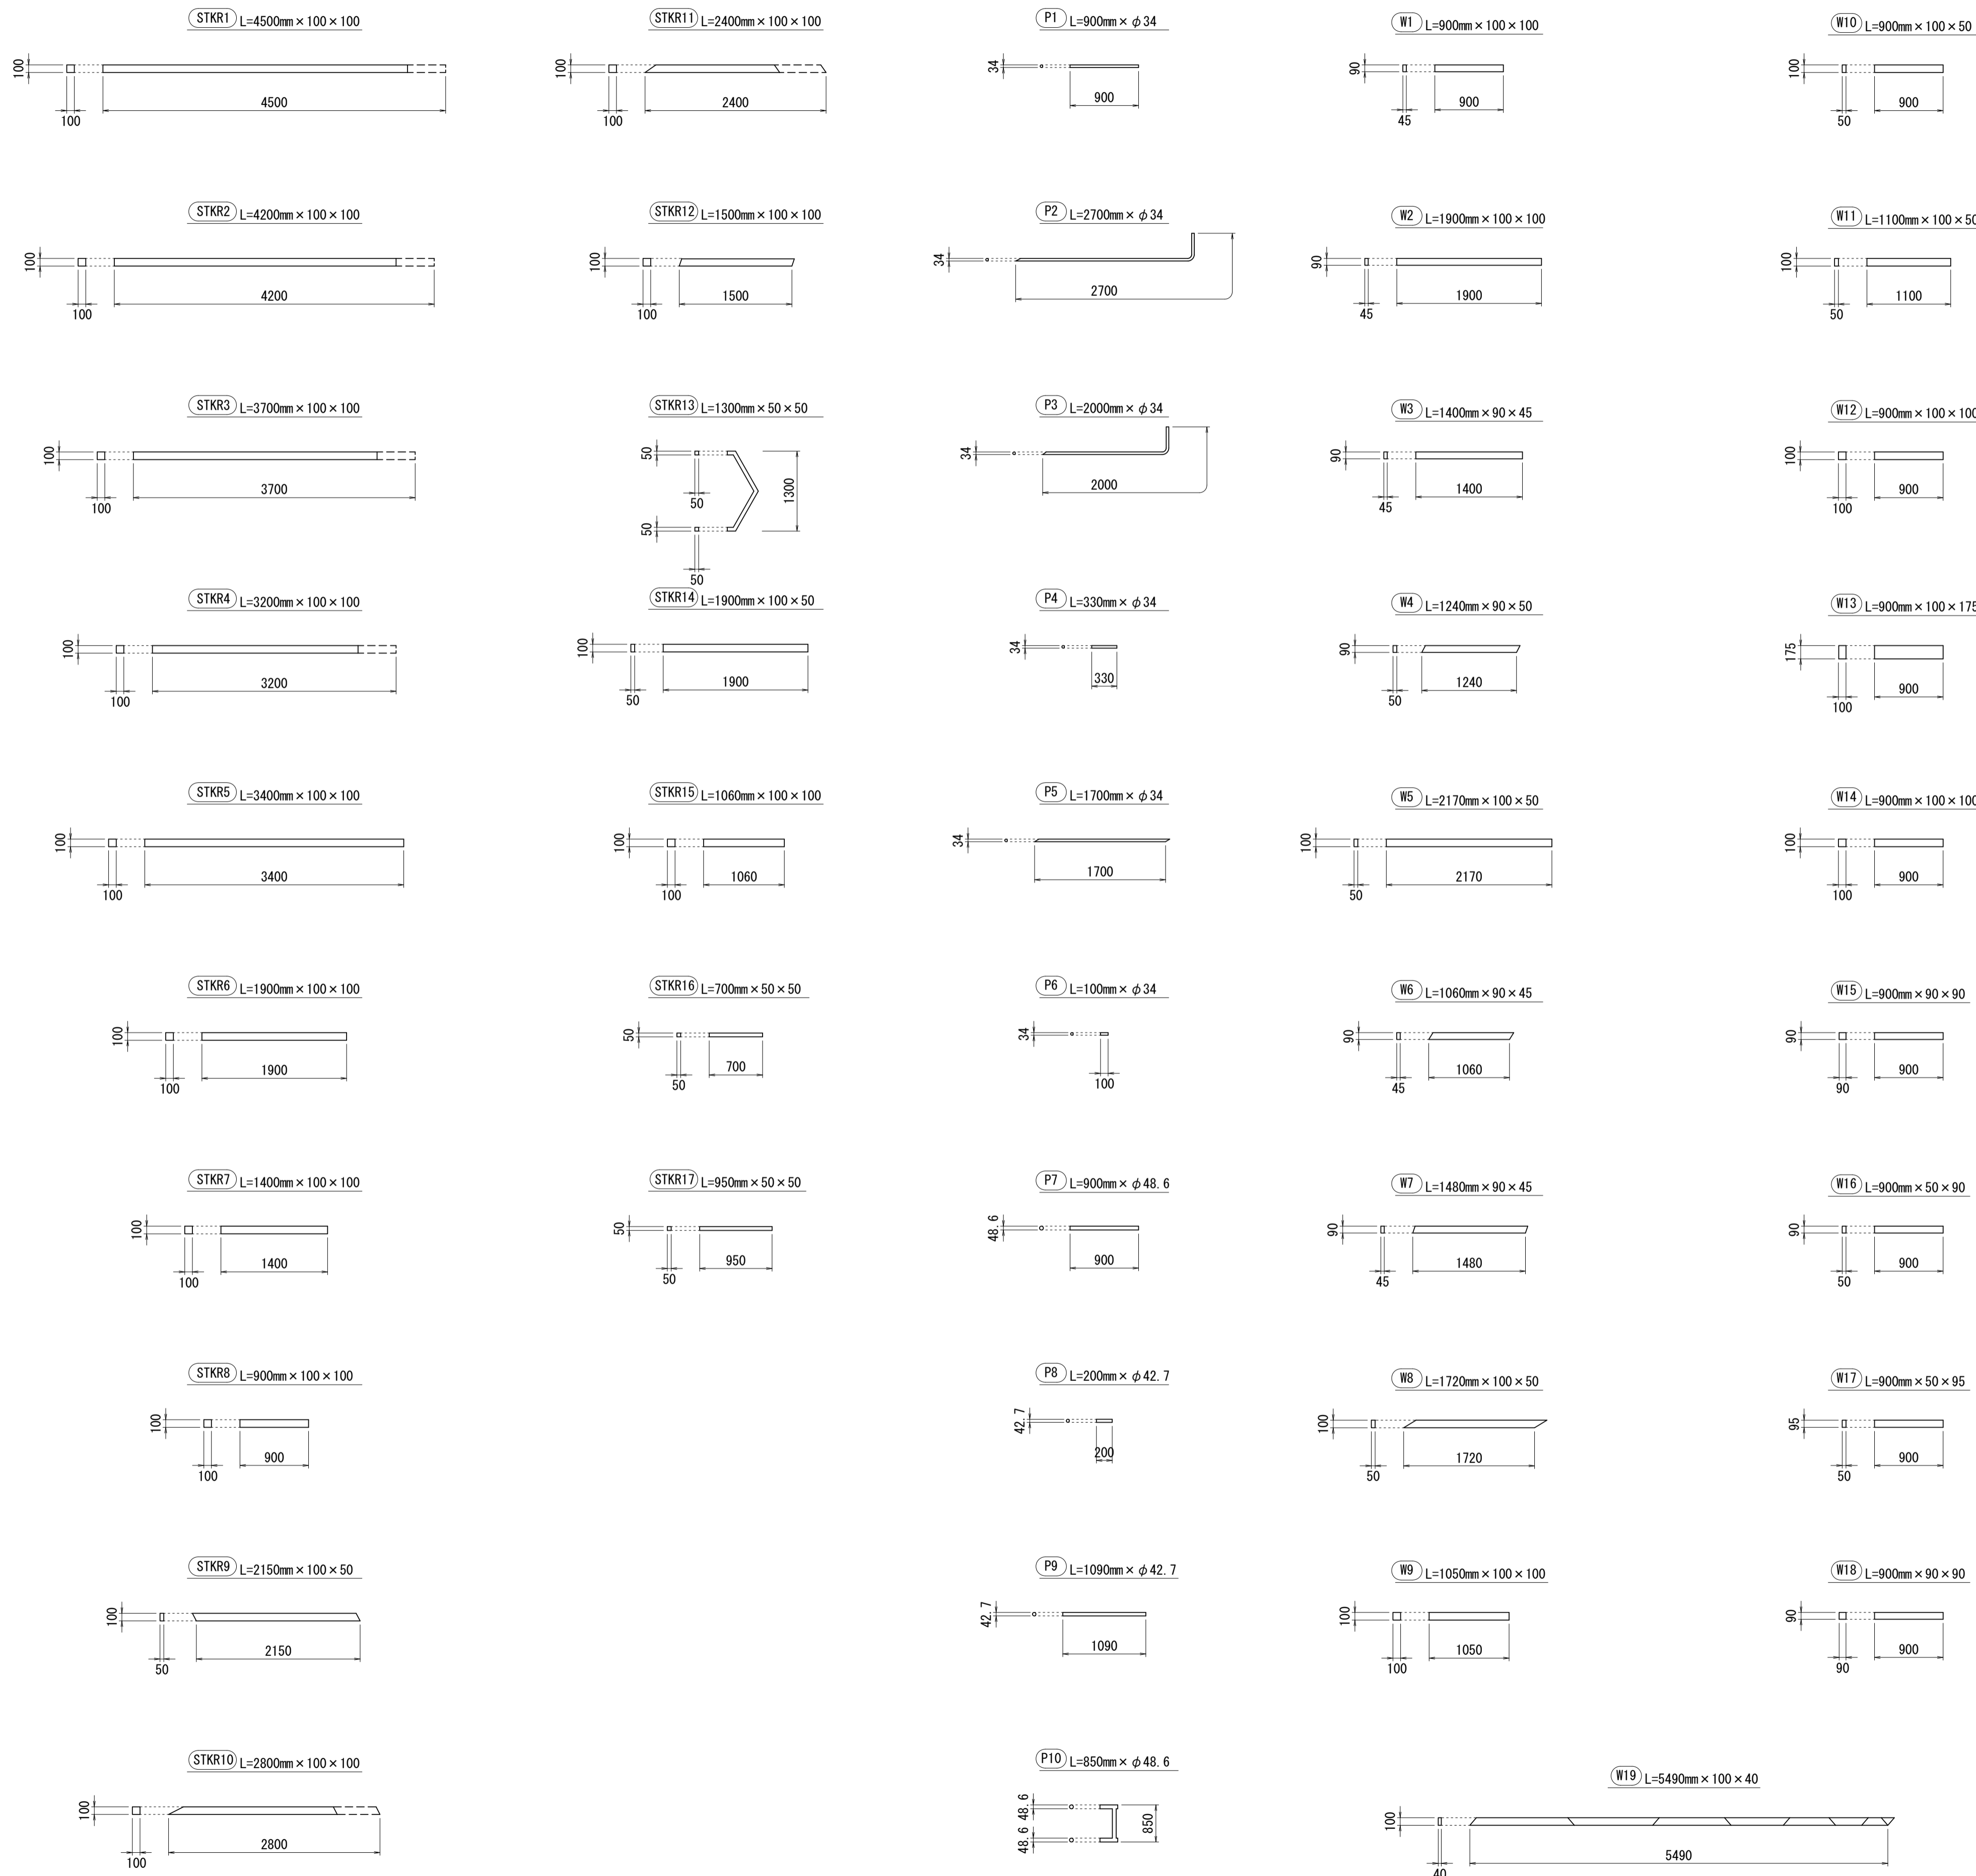 STKR1 L=4500mm×100×100
100
4500
100
STKR11 L=2400mm×100×100
100
2400
100
P1 L=900mm×φ34
34
900
W1 L=900mm×100×100
90
900
45
W10 L=900mm×100×50
100
900
50
STKR2 L=4200mm×100×100
100
4200
100
STKR12 L=1500mm×100×100
100
1500
100
P2 L=2700mm×φ34
34
2700
W2 L=1900mm×100×100
90
1900
45
W11 L=1100mm×100×50
100
1100
50
STKR3 L=3700mm×100×100
100
3700
100
STKR13 L=1300mm×50×50
50
50
1300
50
50
P3 L=2000mm×φ34
34
2000
W3 L=1400mm×90×45
90
1400
45
W12 L=900mm×100×100
100
900
100
STKR4 L=3200mm×100×100
100
3200
100
STKR14 L=1900mm×100×50
100
1900
50
P4 L=330mm×φ34
34
330
W4 L=1240mm×90×50
90
1240
50
W13 L=900mm×100×175
175
900
100
STKR5 L=3400mm×100×100
100
3400
100
STKR15 L=1060mm×100×100
100
1060
100
P5 L=1700mm×φ34
34
1700
W5 L=2170mm×100×50
100
2170
50
W14 L=900mm×100×100
100
900
100
STKR6 L=1900mm×100×100
100
1900
100
STKR16 L=700mm×50×50
50
700
50
P6 L=100mm×φ34
34
100
W6 L=1060mm×90×45
90
1060
45
W15 L=900mm×90×90
90
900
90
STKR7 L=1400mm×100×100
100
1400
100
STKR17 L=950mm×50×50
50
950
50
P7 L=900mm×φ48.6
48.6
900
W7 L=1480mm×90×45
90
1480
45
W16 L=900mm×50×90
90
900
50
STKR8 L=900mm×100×100
100
900
100
P8 L=200mm×φ42.7
42.7
200
W8 L=1720mm×100×50
100
1720
50
W17 L=900mm×50×95
95
900
50
STKR9 L=2150mm×100×50
100
2150
50
P9 L=1090mm×φ42.7
42.7
1090
W9 L=1050mm×100×100
100
1050
100
W18 L=900mm×90×90
90
900
90
STKR10 L=2800mm×100×100
100
2800
100
P10 L=850mm×φ48.6
48.6
48.6
850
W19 L=5490mm×100×40
100
5490
40